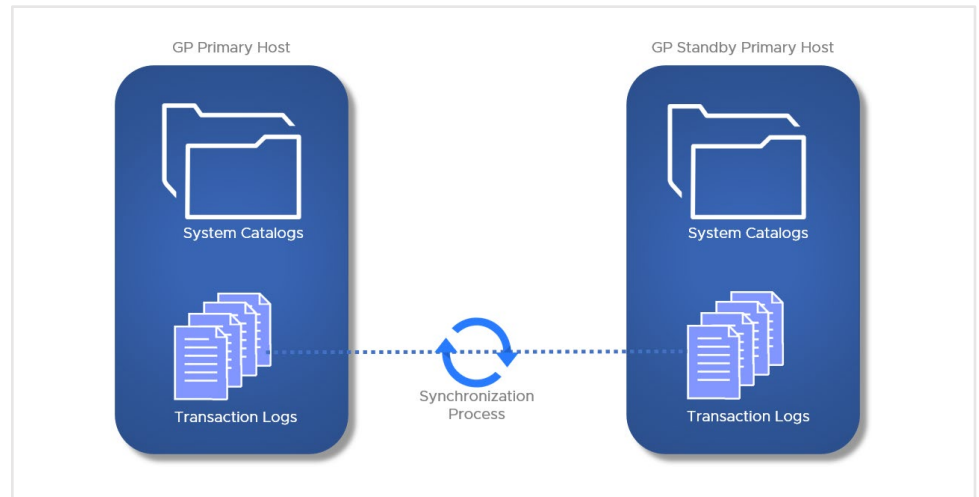 GP Primary Host
GP Standby Primary Host
System Catalogs
System Catalogs
Synchronization
Process
Transaction Logs
Transaction Logs